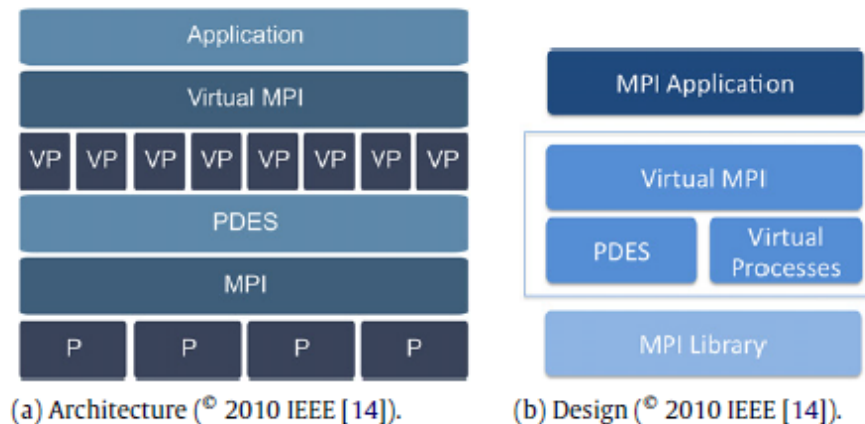 Application
Virtual MPI
VP VP VP VP VP VP VP VP
PDES
MPI
P P P P
(a) Architecture (© 2010 IEEE [14]).
MPI Application
Virtual MPI
PDES
Virtual
Processes
MPI Library
(b) Design (© 2010 IEEE [14]).